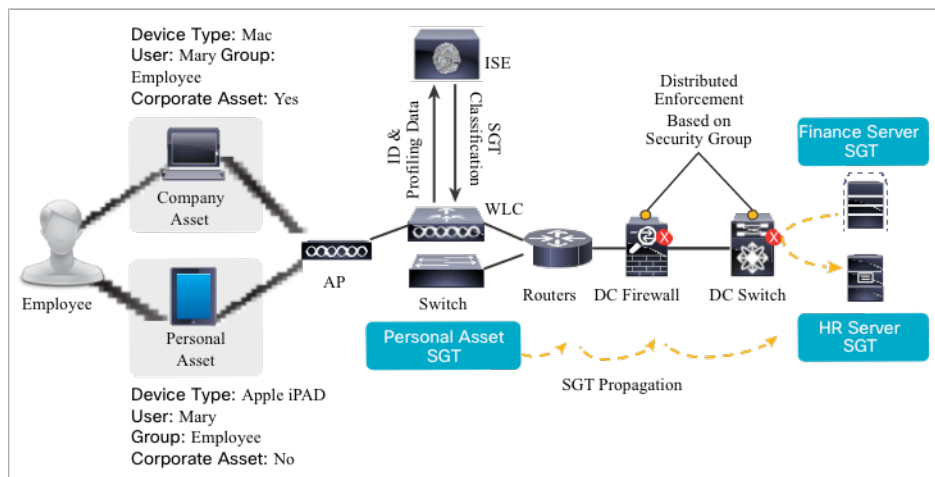 Device Type: Mac
User: Mary Group:
Employee
Corporate Asset: Yes
Company
Asset
Employee
Personal
Asset
Device Type: Apple iPAD
User: Mary
Group: Employee
Corporate Asset: No
AP
ISE
ID &
Profiling Data
SGT
Classification
WLC
Switch
Routers
DC Firewall
DC Switch
Distributed
Enforcement
Based on
Security Group
Finance Server
SGT
HR Server
SGT
Personal Asset
SGT
SGT Propagation
X
X